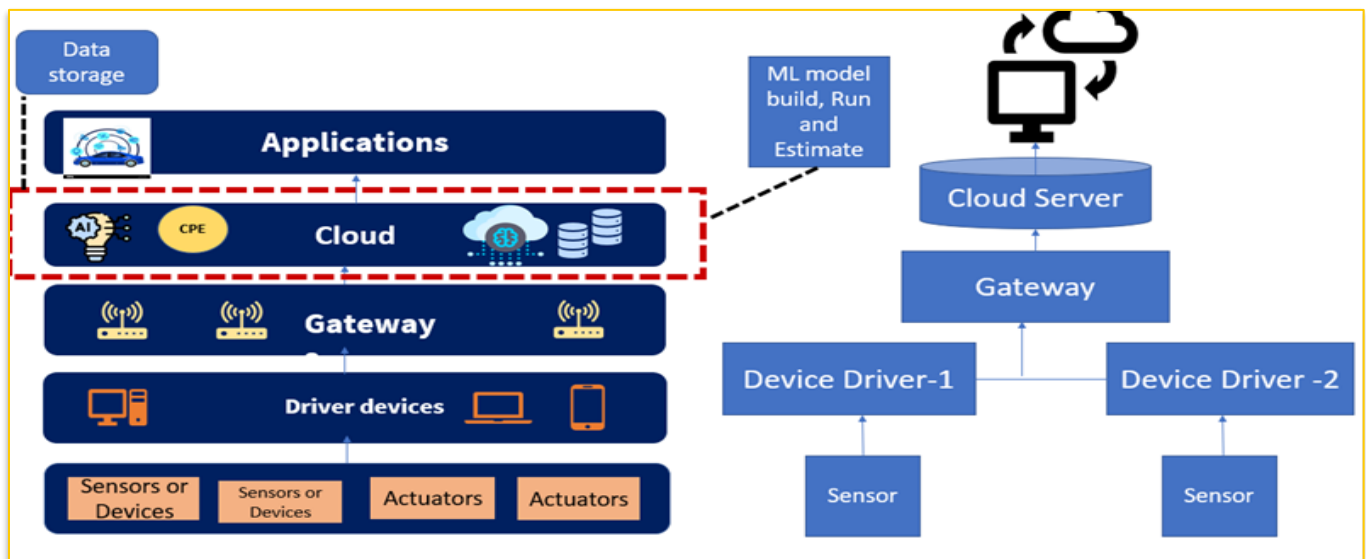 Data
storage
Applications
AI
CPE
Cloud
Gateway
Driver devices
Sensors or
Devices
Sensors or
Devices
Actuators
Actuators
ML model
build, Run
and
Estimate
Cloud Server
Gateway
Device Driver-1
Device Driver -2
Sensor
Sensor